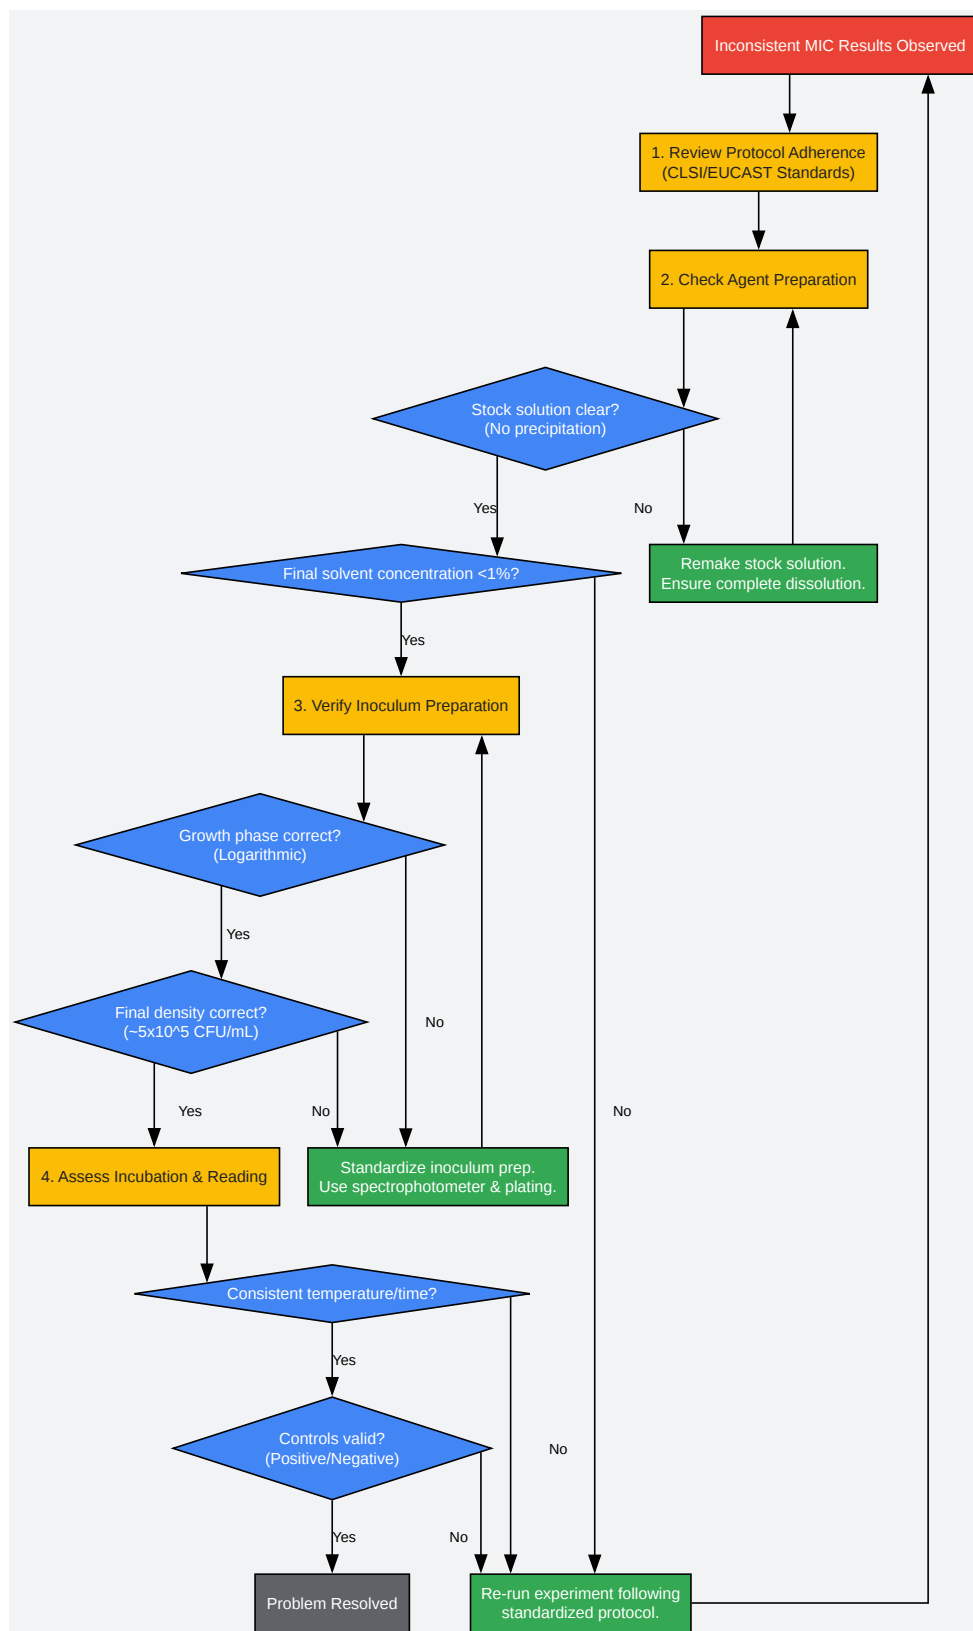 Inconsistent MIC Results Observed
1. Review Protocol Adherence
(CLSI/EUCAST Standards)
2. Check Agent Preparation
Stock solution clear?
(No precipitation)
Yes
No
Remake stock solution.
Ensure complete dissolution.
Final solvent concentration <1%?
Yes
3. Verify Inoculum Preparation
Growth phase correct?
(Logarithmic)
Yes
Final density correct?
(~5x10^5 CFU/mL)
No
Yes
No
No
4. Assess Incubation & Reading
Standardize inoculum prep.
Use spectrophotometer & plating.
Consistent temperature/time?
Yes
Controls valid?
(Positive/Negative)
No
Yes
No
Problem Resolved
Re-run experiment following
standardized protocol.